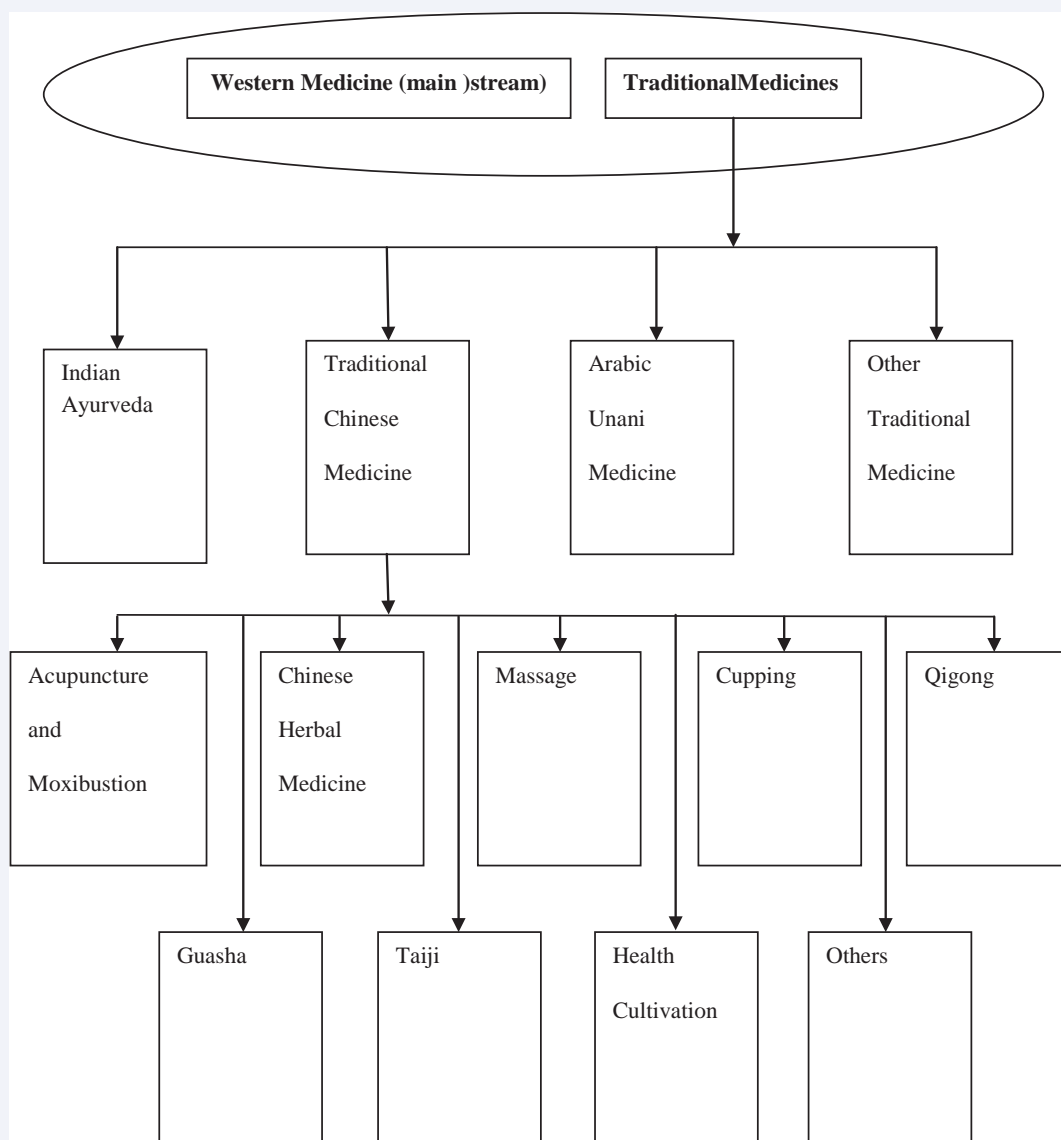 Western Medicine (main )stream)
TraditionalMedicines
Indian
Ayurveda
Traditional
Chinese
Medicine
Arabic
Unani
Medicine
Other
Traditional
Medicine
Acupuncture
and
Moxibustion
Chinese
Herbal
Medicine
Massage
Cupping
Qigong
Guasha
Taiji
Health
Cultivation
Others